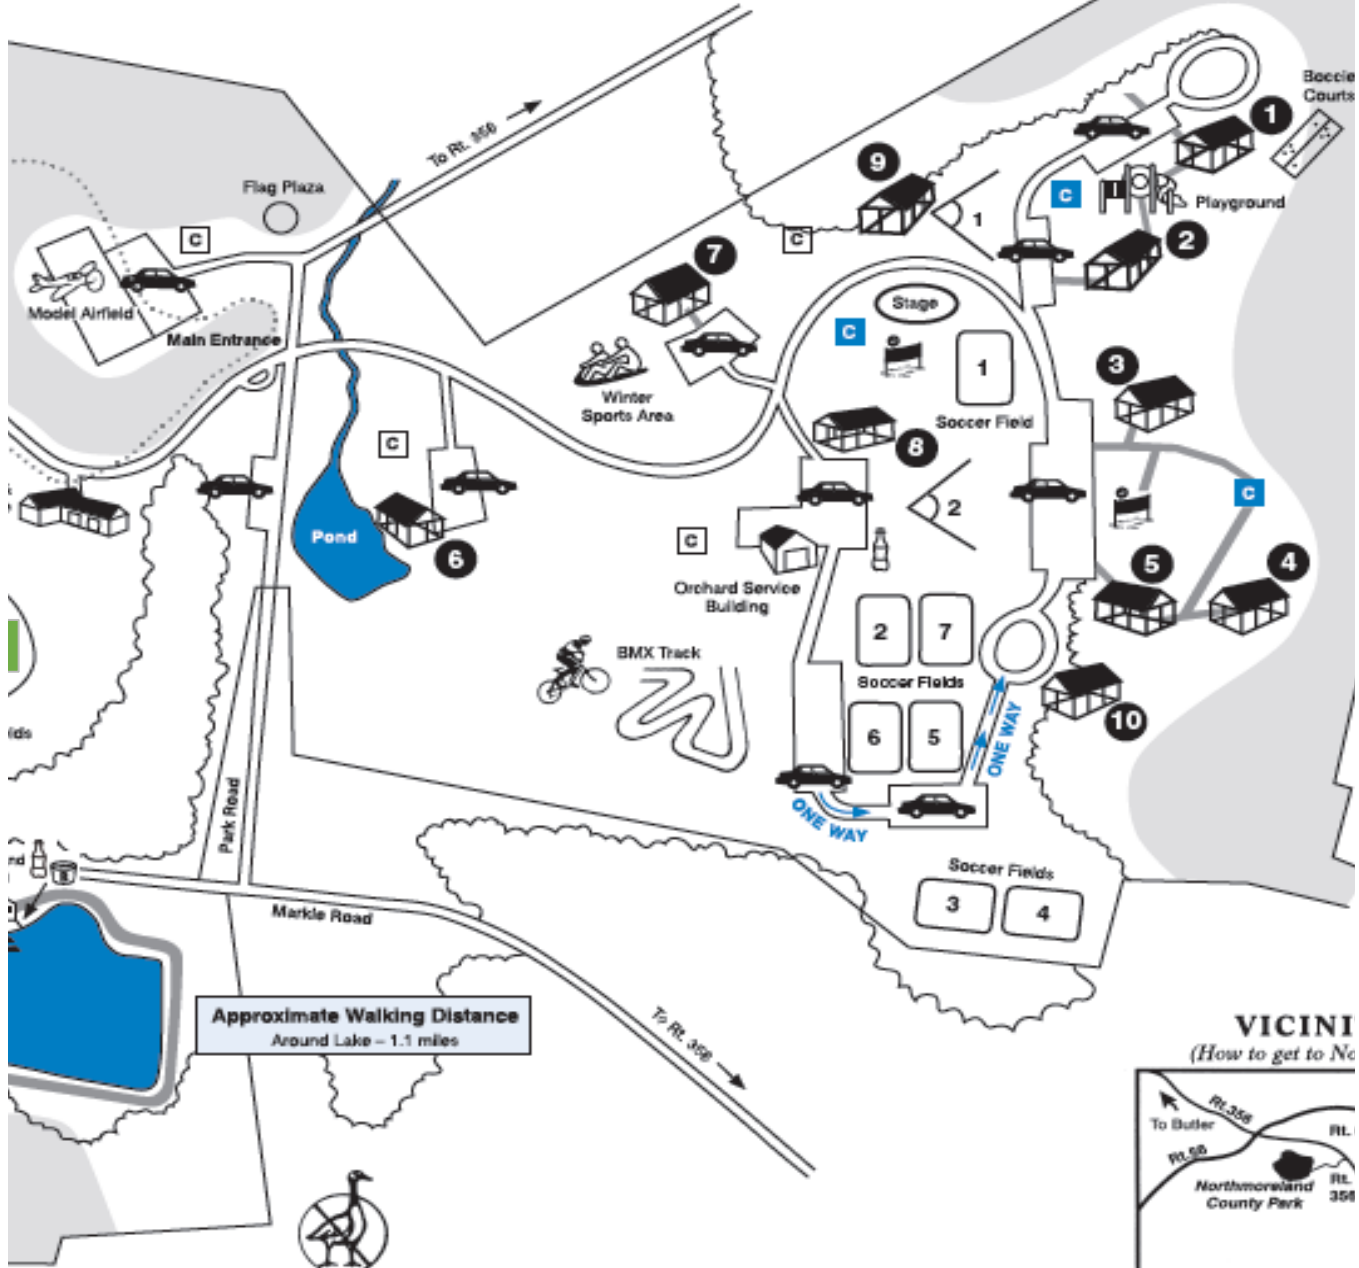 To Rt. 356
Boccie
Courts
1
9
Flag Plaza
C
Playground
1
C
2
C
7
Model Airfield
Stage
C
Main Entrance
3
1
Winter
Sports Area
Soccer Field
8
C
C
2
Pond
C
6
5
4
Orchard Service
Building
2
7
BMX Track
Soccer Fields
10
lds
6
5
ONE WAY
Park Road
ONE WAY
nd
Soccer Fields
3
4
Markle Road
Approximate Walking Distance
Around Lake – 1.1 miles
To Rt. 356
VICINI
(How to get to No
Rt.356
To Butler
Rt.
Northmoreland
County Park
Rt.
356